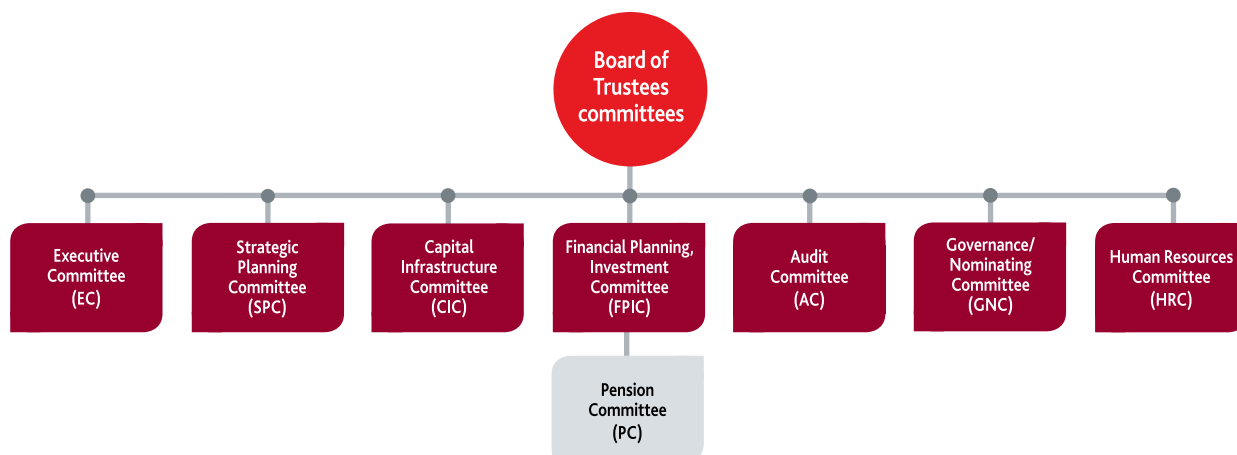 Board of
Trustees
committees
Executive
Committee
(EC)
Strategic
Planning
Committee
(SPC)
Capital
Infrastructure
Committee
(CIC)
Financial Planning,
Investment
Committee
(FPIC)
Audit
Committee
(AC)
Governance/
Nominating
Committee
(GNC)
Human Resources
Committee
(HRC)
Pension
Committee
(PC)